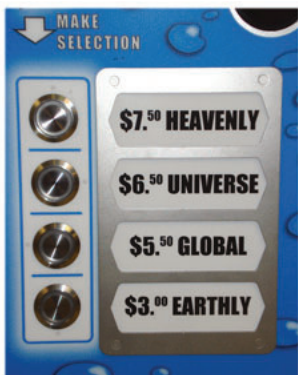 MAKE
SELECTION
$7.50 HEAVENLY
$6.50 UNIVERSE
$5.50 GLOBAL
$3.00 EARTHLY